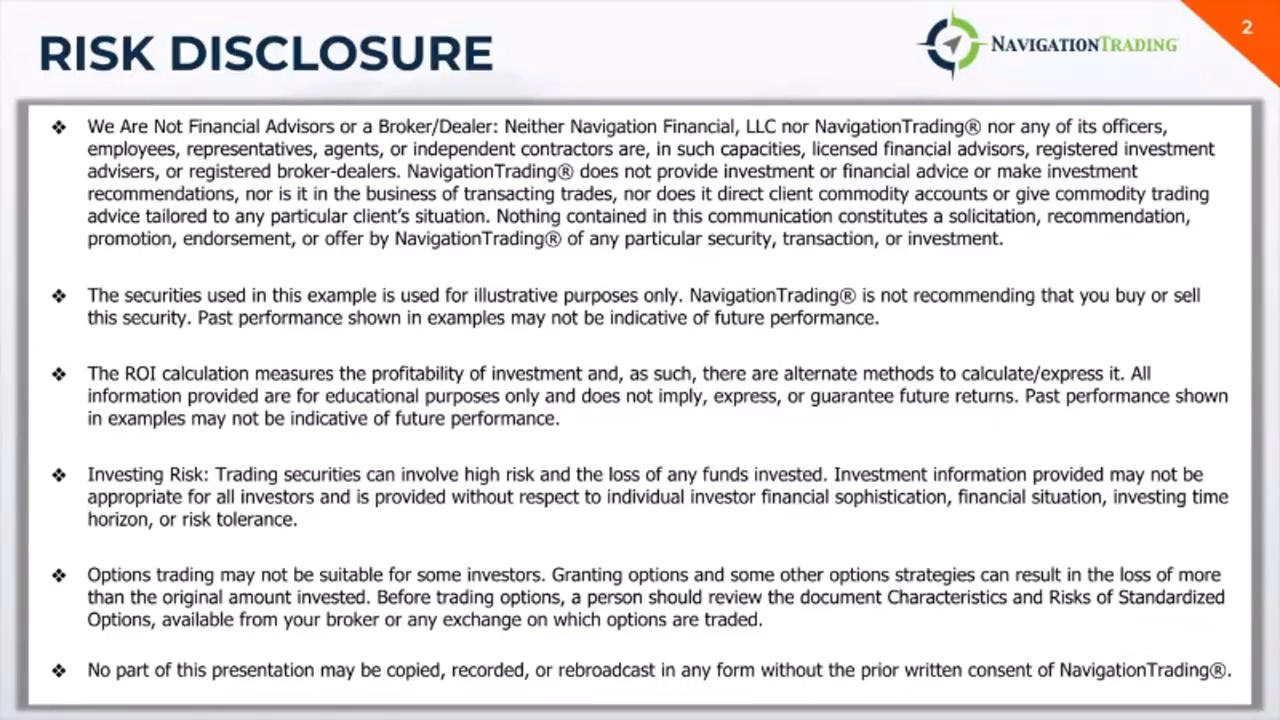 2
RISK DISCLOSURE
NAVIGATIONTRADING
❖ We Are Not Financial Advisors or a Broker/Dealer: Neither Navigation Financial, LLC nor NavigationTrading® nor any of its officers,
employees, representatives, agents, or independent contractors are, in such capacities, licensed financial advisors, registered investment
advisers, or registered broker-dealers. NavigationTrading® does not provide investment or financial advice or make investment
recommendations, nor is it in the business of transacting trades, nor does it direct client commodity accounts or give commodity trading
advice tailored to any particular client's situation. Nothing contained in this communication constitutes a solicitation, recommendation,
promotion, endorsement, or offer by NavigationTrading® of any particular security, transaction, or investment.
❖ The securities used in this example is used for illustrative purposes only. NavigationTrading® is not recommending that you buy or sell
this security. Past performance shown in examples may not be indicative of future performance.
❖ The ROI calculation measures the profitability of investment and, as such, there are alternate methods to calculate/express it. All
information provided are for educational purposes only and does not imply, express, or guarantee future returns. Past performance shown
in examples may not be indicative of future performance.
❖ Investing Risk: Trading securities can involve high risk and the loss of any funds invested. Investment information provided may not be
appropriate for all investors and is provided without respect to individual investor financial sophistication, financial situation, investing time
horizon, or risk tolerance.
❖ Options trading may not be suitable for some investors. Granting options and some other options strategies can result in the loss of more
than the original amount invested. Before trading options, a person should review the document Characteristics and Risks of Standardized
Options, available from your broker or any exchange on which options are traded.
❖ No part of this presentation may be copied, recorded, or rebroadcast in any form without the prior written consent of NavigationTrading®.